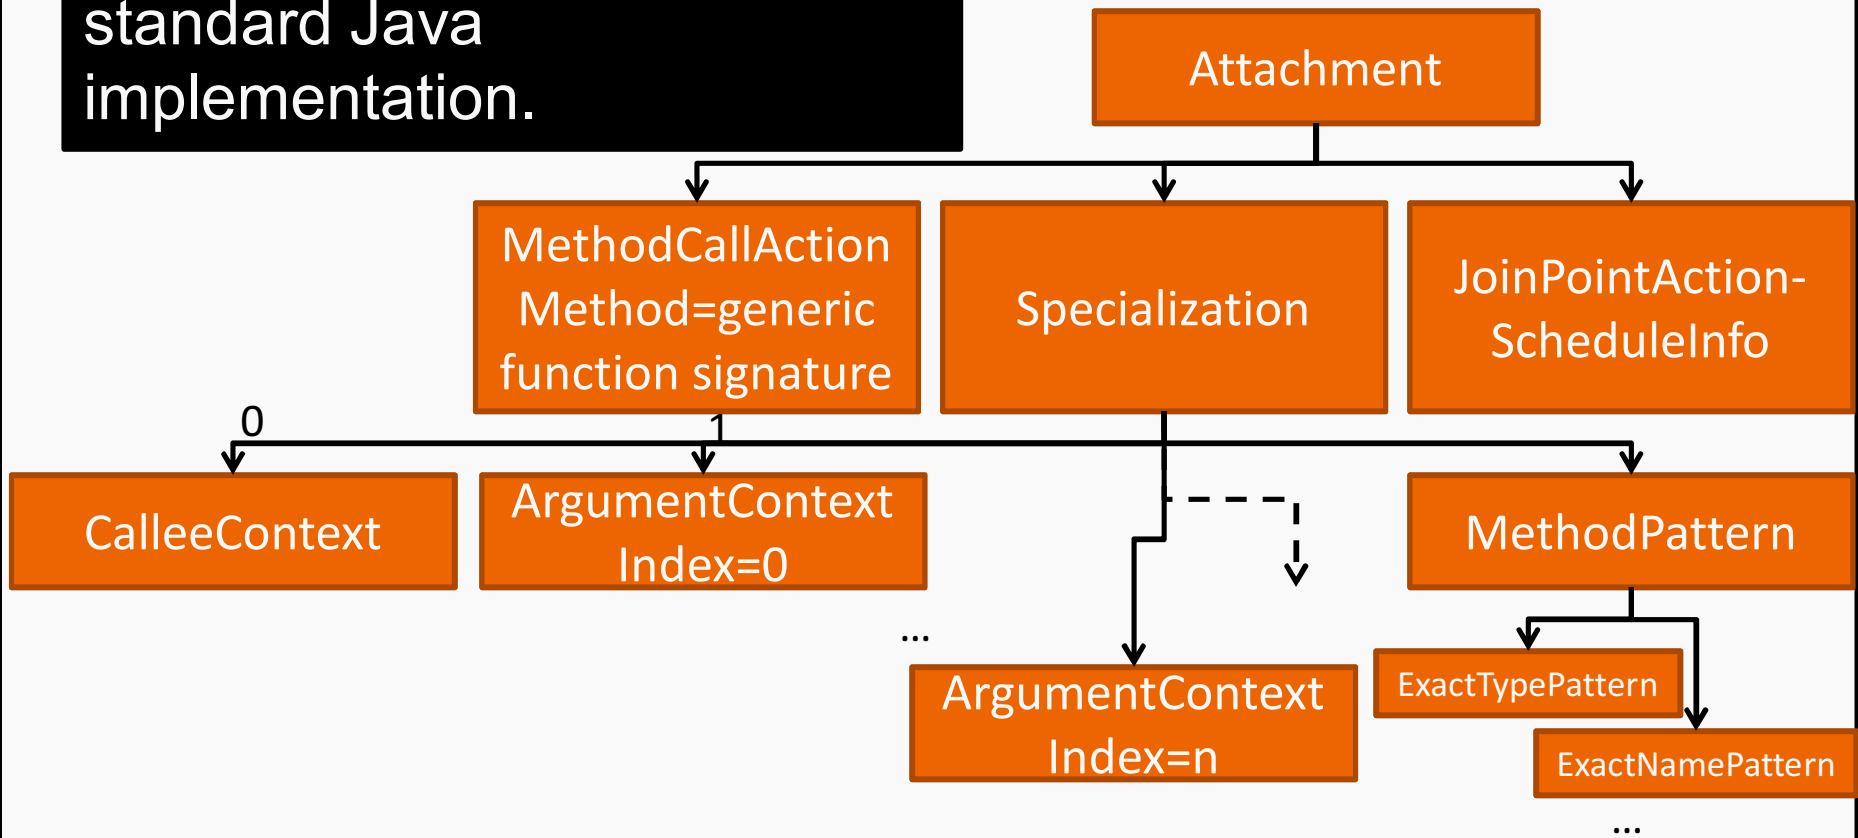 standard Java
implementation.
Attachment
MethodCallAction
Method=generic
function signature
Specialization
JoinPointAction-
ScheduleInfo
0
1
CalleeContext
ArgumentContext
Index=0
MethodPattern
...
ArgumentContext
Index=n
ExactTypePattern
ExactNamePattern
...